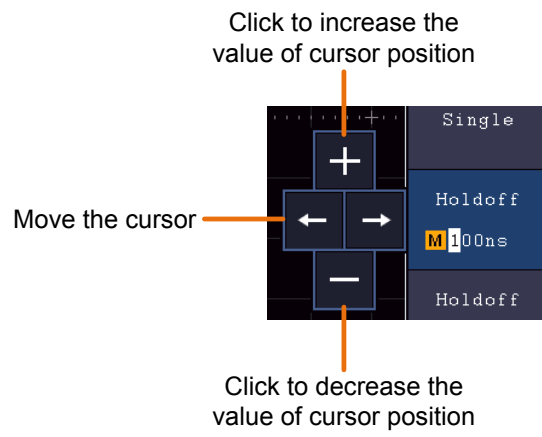 Click to increase the
value of cursor position
Single
+
Move the cursor
← →
Holdoff
M 100ns
−
Holdoff
Click to decrease the
value of cursor position